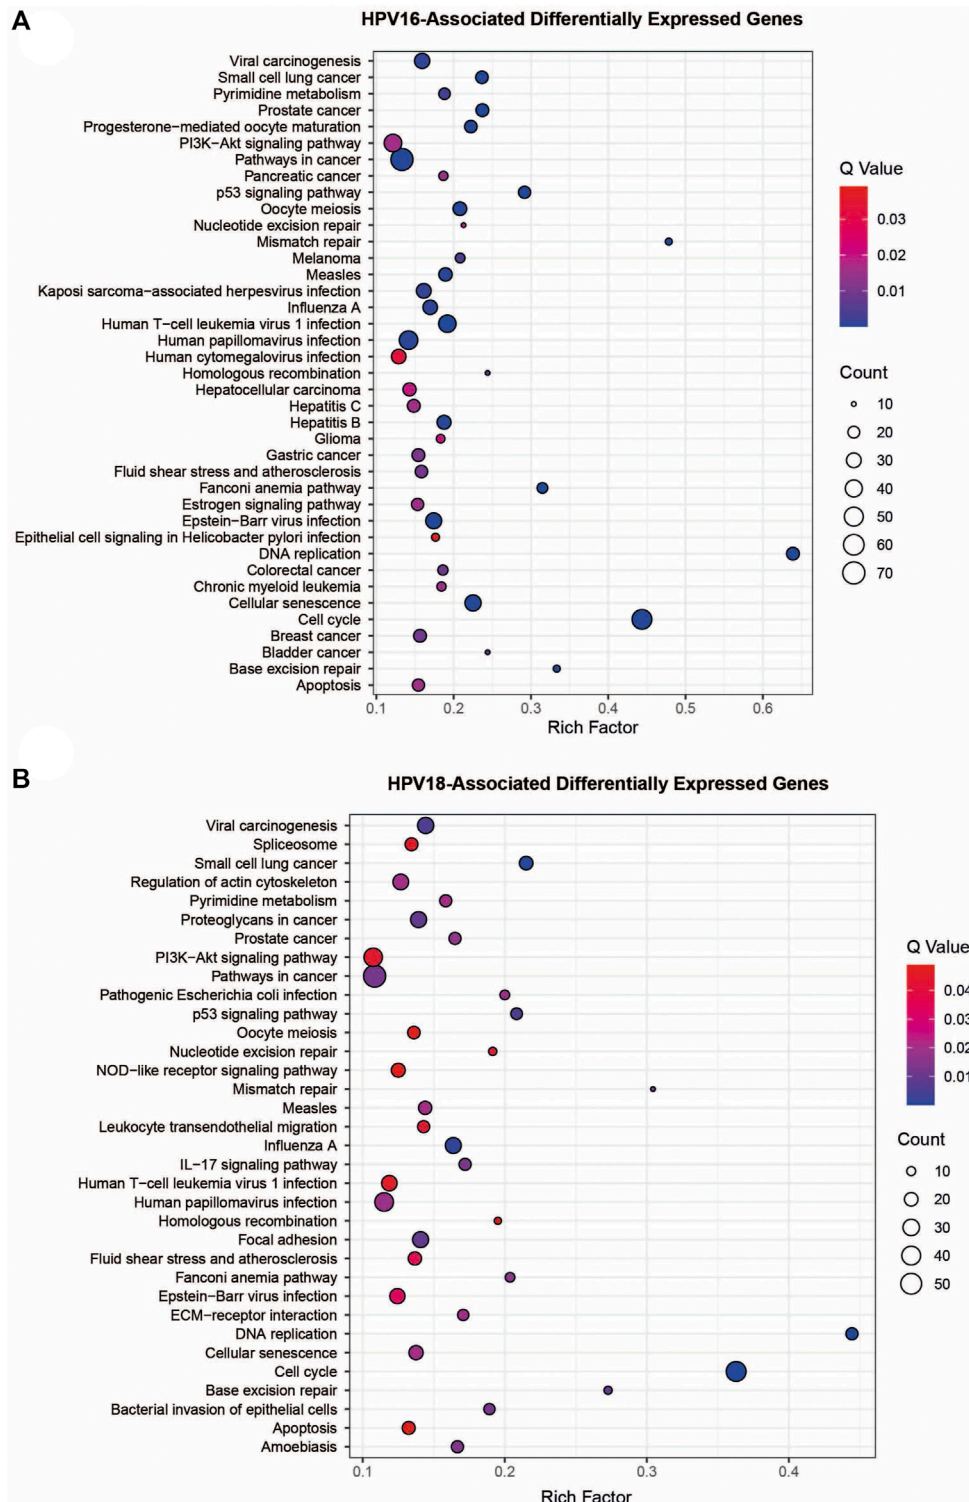 A
HPV16-Associated Differentially Expressed Genes
Viral carcinogenesis
Small cell lung cancer
Pyrimidine metabolism
Prostate cancer
Progesterone−mediated oocyte maturation
PI3K−Akt signaling pathway
Pathways in cancer
Pancreatic cancer
p53 signaling pathway
Oocyte meiosis
Nucleotide excision repair
Mismatch repair
Melanoma
Measles
Kaposi sarcoma−associated herpesvirus infection
Influenza A
Human T−cell leukemia virus 1 infection
Human papillomavirus infection
Human cytomegalovirus infection
Homologous recombination
Hepatocellular carcinoma
Hepatitis C
Hepatitis B
Glioma
Gastric cancer
Fluid shear stress and atherosclerosis
Fanconi anemia pathway
Estrogen signaling pathway
Epstein−Barr virus infection
Epithelial cell signaling in Helicobacter pylori infection
DNA replication
Colorectal cancer
Chronic myeloid leukemia
Cellular senescence
Cell cycle
Breast cancer
Bladder cancer
Base excision repair
Apoptosis
0.1 0.2 0.3 0.4 0.5 0.6
Rich Factor
Q Value
0.03
0.02
0.01
Count
10
20
30
40
50
60
70
B
HPV18-Associated Differentially Expressed Genes
Viral carcinogenesis
Spliceosome
Small cell lung cancer
Regulation of actin cytoskeleton
Pyrimidine metabolism
Proteoglycans in cancer
Prostate cancer
PI3K−Akt signaling pathway
Pathways in cancer
Pathogenic Escherichia coli infection
p53 signaling pathway
Oocyte meiosis
Nucleotide excision repair
NOD−like receptor signaling pathway
Mismatch repair
Measles
Leukocyte transendothelial migration
Influenza A
IL−17 signaling pathway
Human T−cell leukemia virus 1 infection
Human papillomavirus infection
Homologous recombination
Focal adhesion
Fluid shear stress and atherosclerosis
Fanconi anemia pathway
Epstein−Barr virus infection
ECM−receptor interaction
DNA replication
Cellular senescence
Cell cycle
Base excision repair
Bacterial invasion of epithelial cells
Apoptosis
Amoebiasis
0.1 0.2 0.3 0.4
Rich Factor
Q Value
0.04
0.03
0.02
0.01
Count
10
20
30
40
50